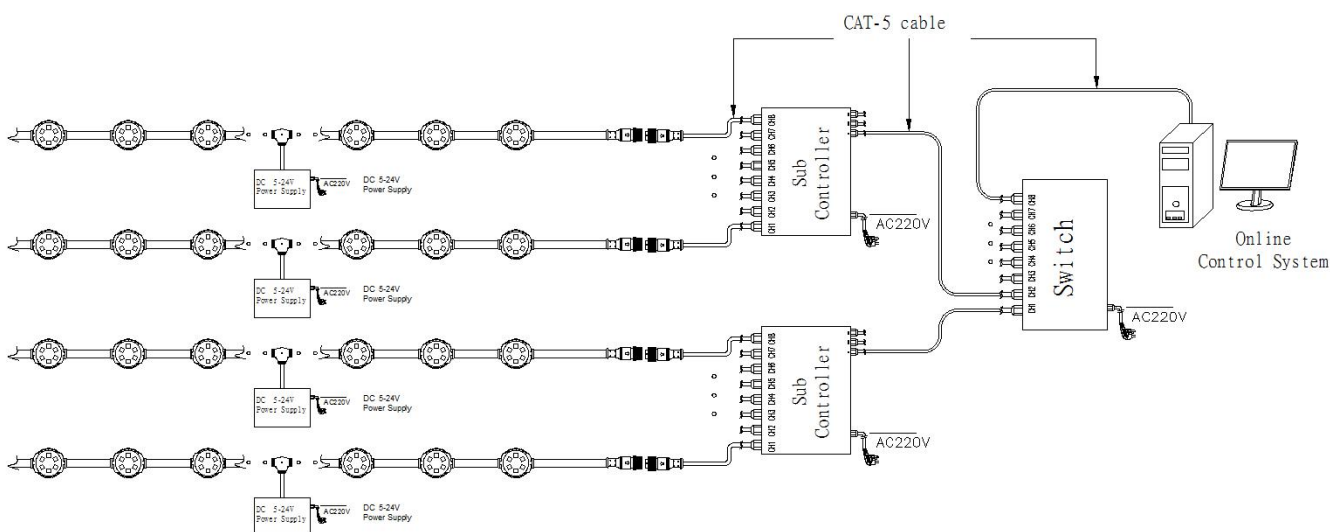 CAT-5 cable
CH8
CH7
CH6
CH5
CH4
CH3
CH2
CH1
Sub
Controller
AC220V
DC 5-24V
Power Supply
AC220V
DC 5-24V
Power Supply
DC 5-24V
Power Supply
AC220V
DC 5-24V
Power Supply
CH8
CH7
CH6
CH5
CH4
CH3
CH2
CH1
Switch
AC220V
Online
Control System
CH8
CH7
CH6
CH5
CH4
CH3
CH2
CH1
Sub
Controller
AC220V
DC 5-24V
Power Supply
AC220V
DC 5-24V
Power Supply
DC 5-24V
Power Supply
AC220V
DC 5-24V
Power Supply